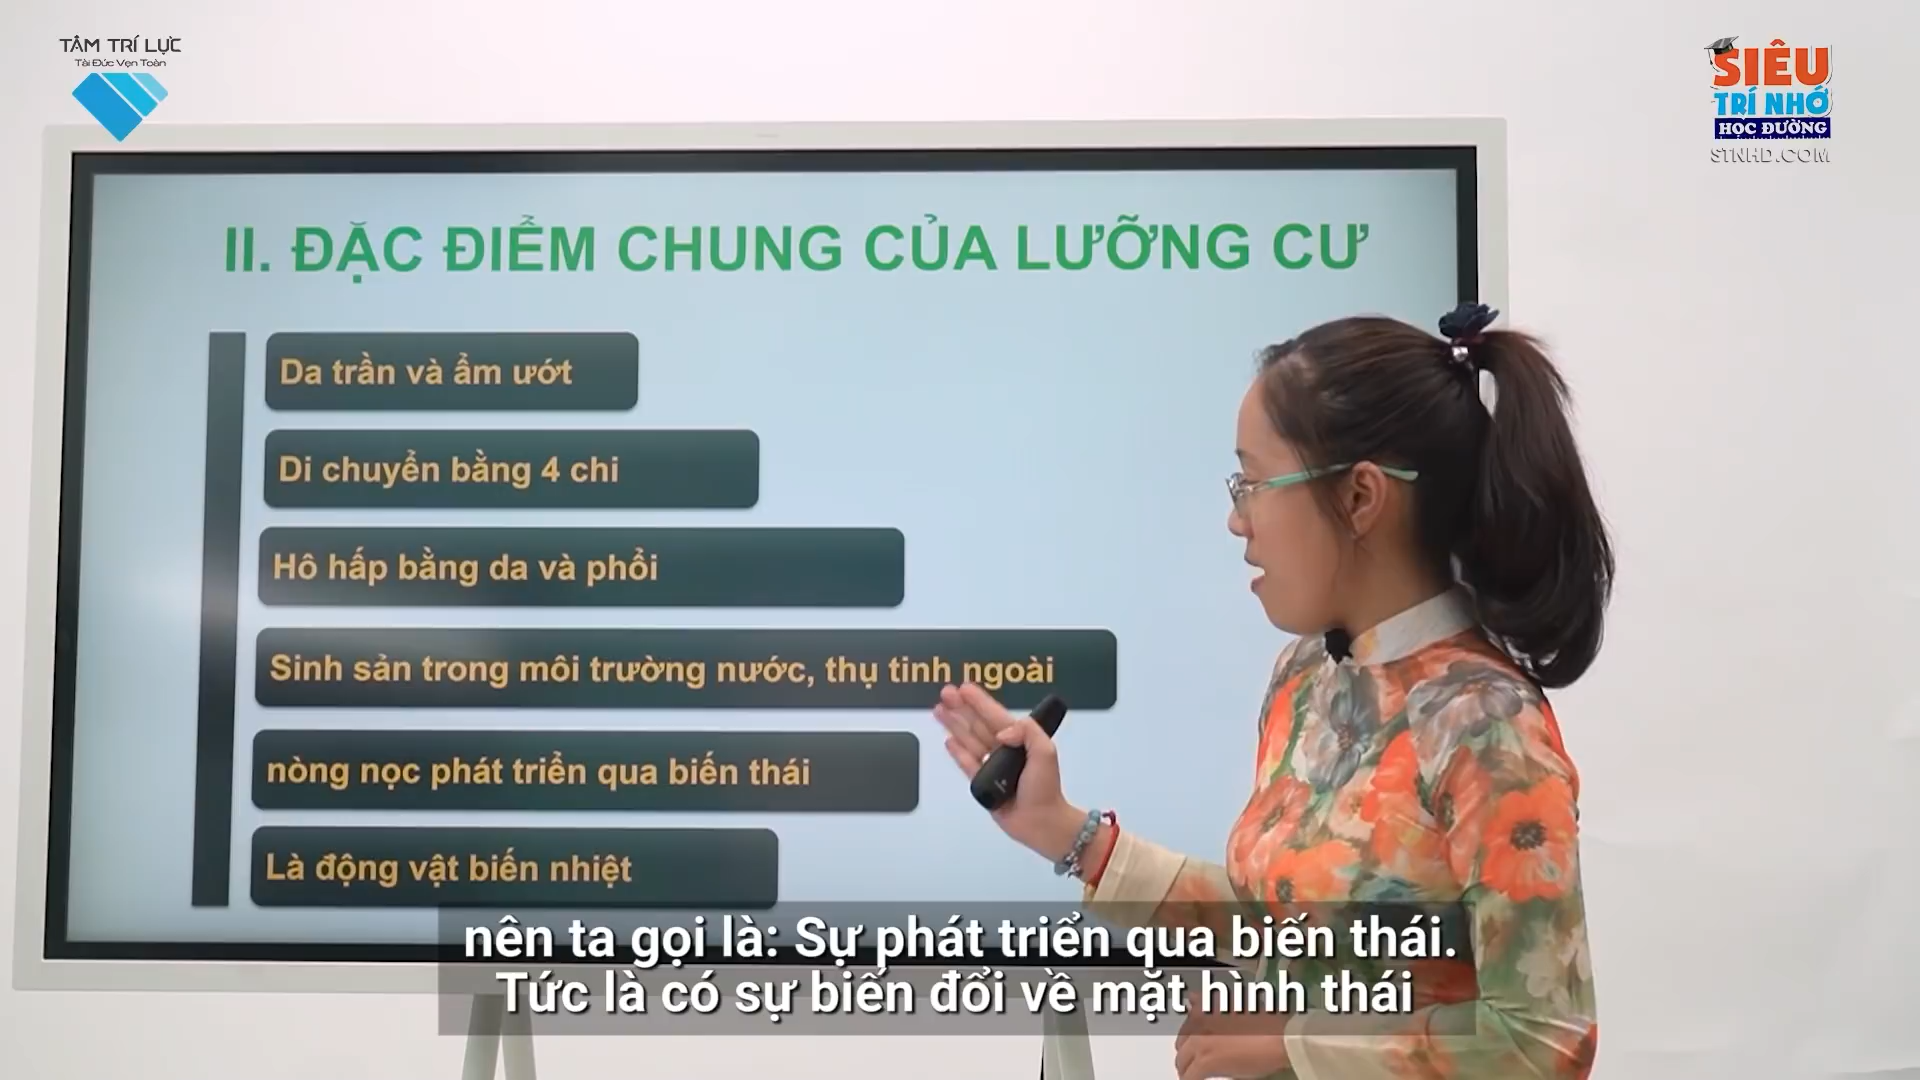 TÂM TRÍ LỰC
Tài Đức Vẹn Toàn
SIÊU
TRÍ NHỚ
HỌC ĐƯỜNG
STNHD.COM
II. ĐẶC ĐIỂM CHUNG CỦA LƯỠNG CƯ
Da trần và ẩm ướt
Di chuyển bằng 4 chi
Hô hấp bằng da và phổi
Sinh sản trong môi trường nước, thụ tinh ngoài
nòng nọc phát triển qua biến thái
Là động vật biến nhiệt
nên ta gọi là: Sự phát triển qua biến thái.
Tức là có sự biến đổi về mặt hình thái